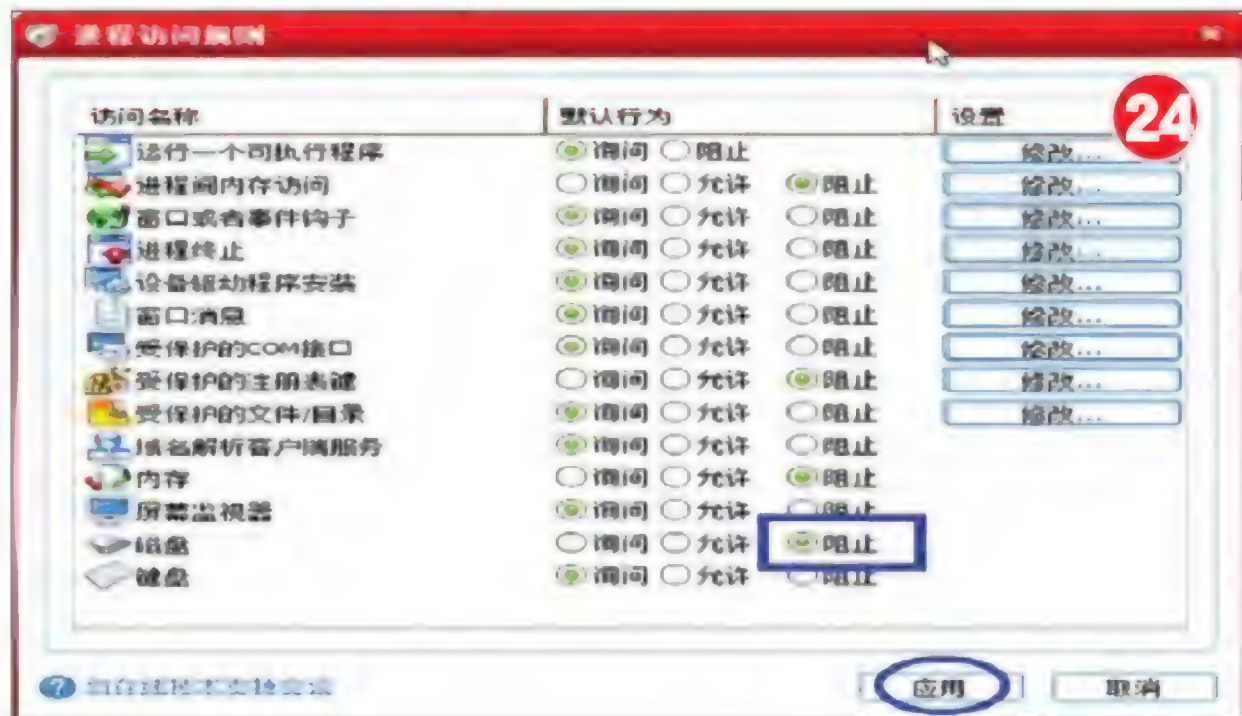 进程访问规则
访问名称 默认行为 设置 24
运行一个可执行程序 询问 阻止 修改...
进程间内存访问 询问 允许 阻止 修改...
窗口或者事件钩子 询问 允许 阻止 修改...
进程终止 询问 允许 阻止 修改...
设备驱动程序安装 询问 允许 阻止 修改...
窗口消息 询问 允许 阻止 修改...
受保护的COM接口 询问 允许 阻止 修改...
受保护的注册表键 询问 允许 阻止 修改...
受保护的文件/目录 询问 允许 阻止 修改...
域名解析客户端服务 询问 允许 阻止
内存 询问 允许 阻止
屏幕监视器 询问 允许 阻止
磁盘 询问 允许 阻止
键盘 询问 允许 阻止
应用 取消